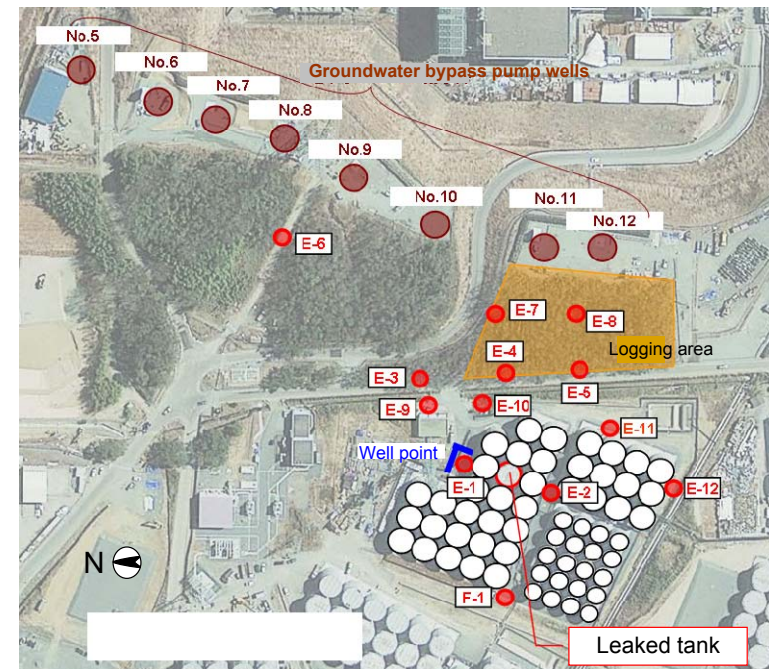 No.5
No.6
No.7
Groundwater bypass pump wells
No.8
No.9
No.10
No.11
No.12
E-6
E-7
E-8
Logging area
E-4
E-5
E-3
E-9
E-10
E-11
Well point
E-1
E-2
E-12
N
F-1
Leaked tank